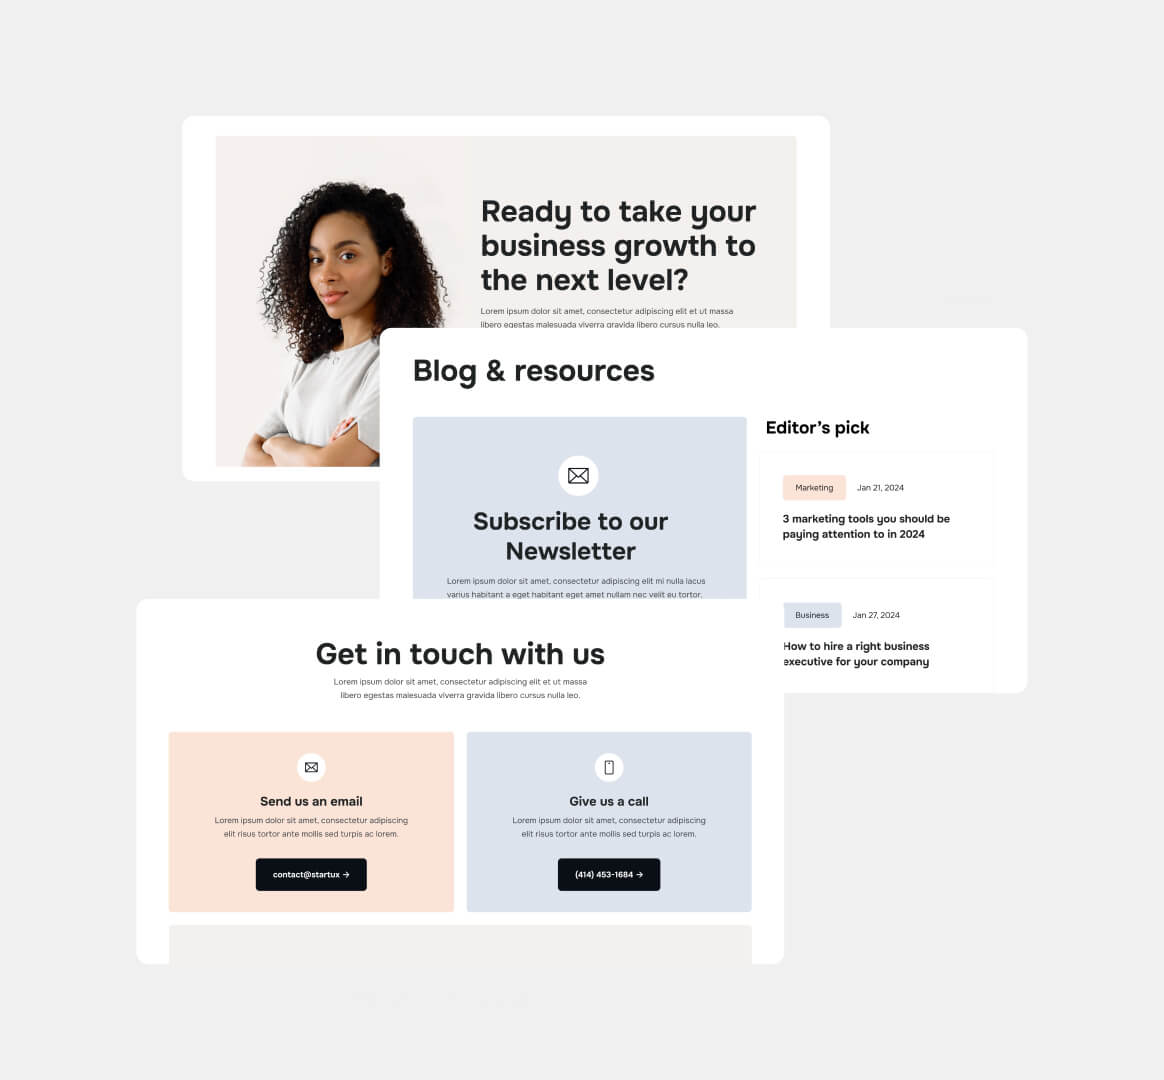 Ready to take your
business growth to
the next level?
Lorem ipsum dolor sit amet, consectetur adipiscing elit et ut massa
libero egestas malesuada viverra gravida libero cursus nulla leo.
Blog & resources
Subscribe to our
Newsletter
Lorem ipsum dolor sit amet, consectetur adipiscing elit mi nulla lacus
varius habitant a eget habitant eget amet nullam nec velit eu tortor,
Editor’s pick
Marketing Jan 21, 2024
3 marketing tools you should be
paying attention to in 2024
Business Jan 27, 2024
How to hire a right business
executive for your company
Get in touch with us
Lorem ipsum dolor sit amet, consectetur adipiscing elit et ut massa
libero egestas malesuada viverra gravida libero cursus nulla leo.
Send us an email
Lorem ipsum dolor sit amet, consectetur adipiscing
elit risus tortor ante mollis sed turpis ac lorem.
contact@startux →
Give us a call
Lorem ipsum dolor sit amet, consectetur adipiscing
elit risus tortor ante mollis sed turpis ac lorem.
(414) 453-1684 →